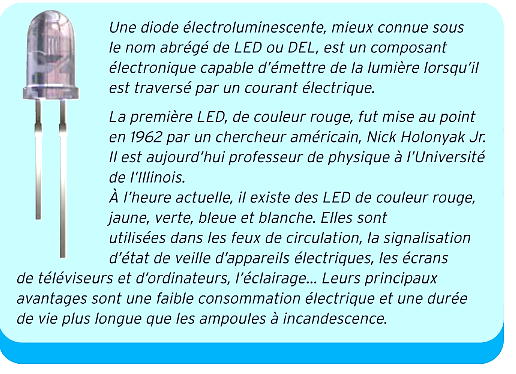 Une diode électroluminescente, mieux connue sous
le nom abrégé de LED ou DEL, est un composant
électronique capable d'émettre de la lumière lorsqu'il
est traversé par un courant électrique.
La première LED, de couleur rouge, fut mise au point
en 1962 par un chercheur américain, Nick Holonyak Jr.
Il est aujourd'hui professeur de physique à l'Université
de l'Illinois.
À l'heure actuelle, il existe des LED de couleur rouge,
jaune, verte, bleue et blanche. Elles sont
utilisées dans les feux de circulation, la signalisation
d'état de veille d'appareils électriques, les écrans
de téléviseurs et d'ordinateurs, l'éclairage... Leurs principaux
avantages sont une faible consommation électrique et une durée
de vie plus longue que les ampoules à incandescence.